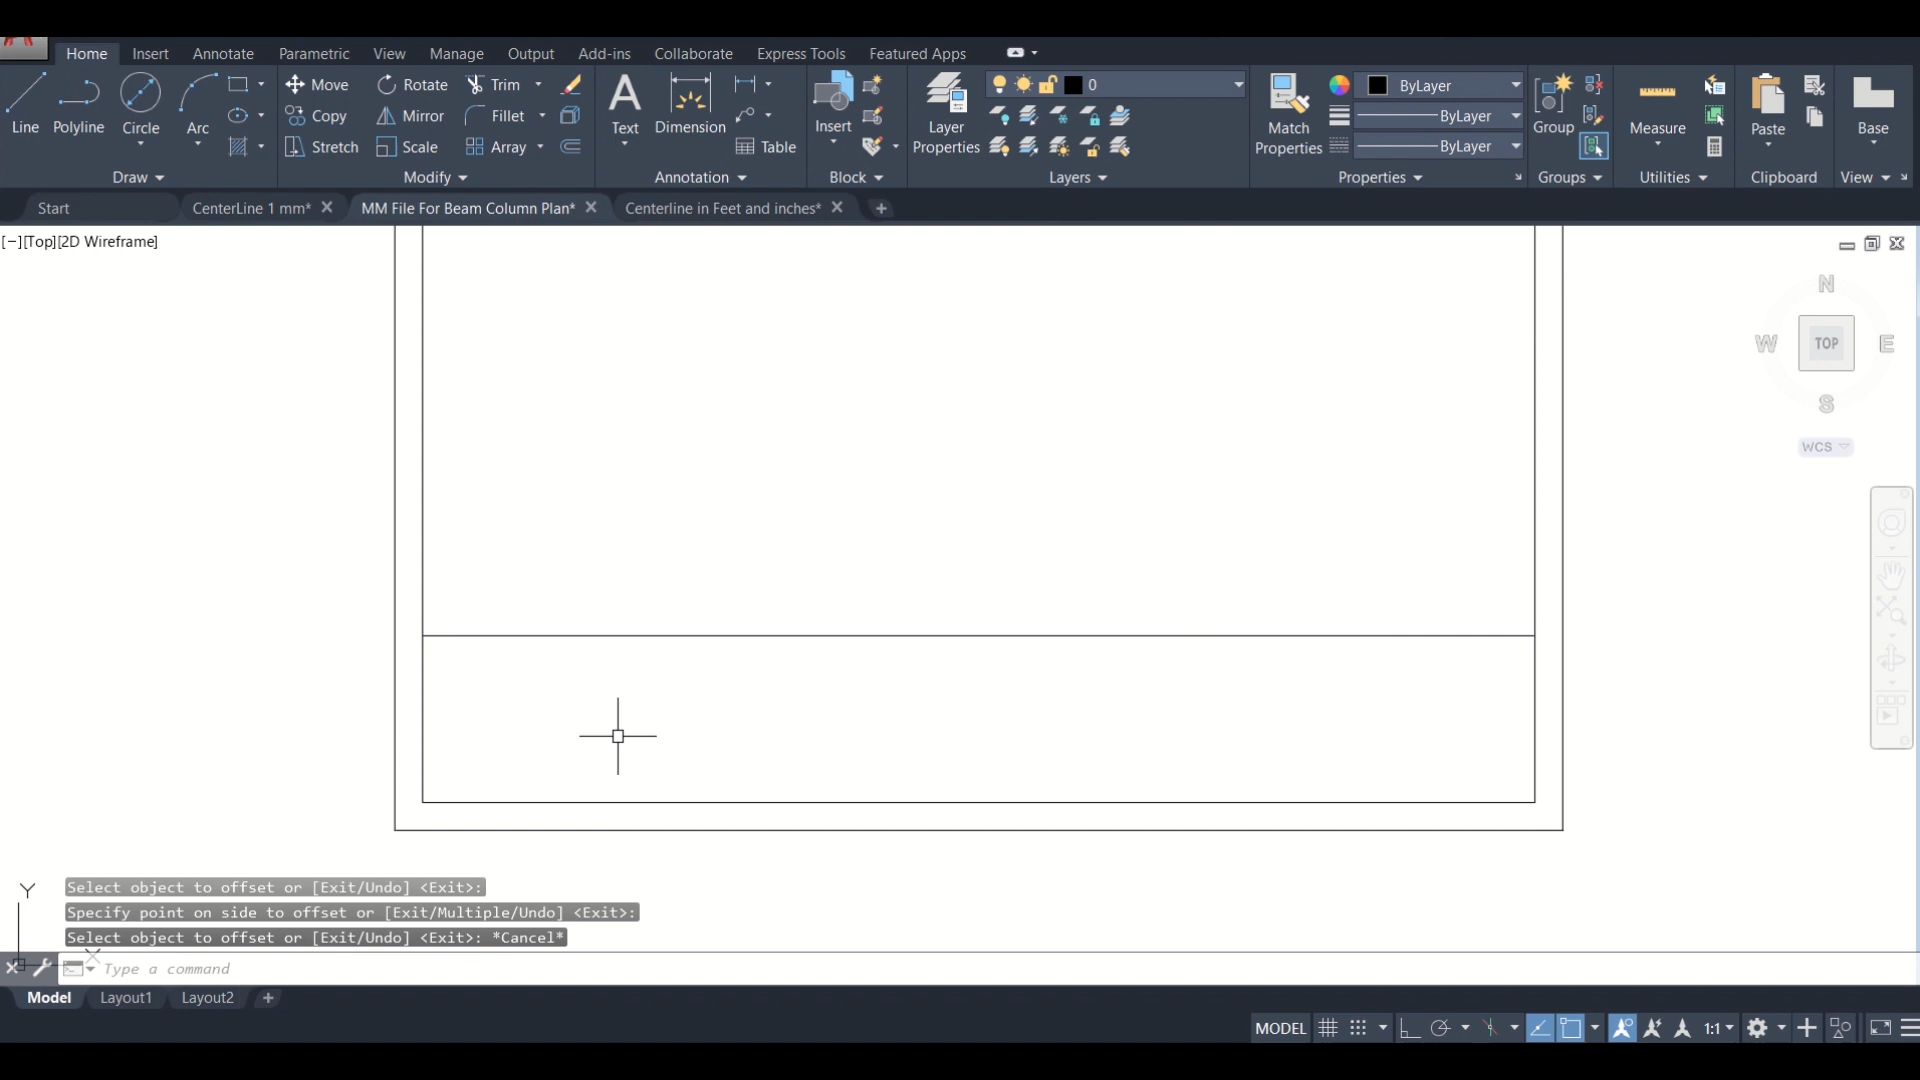 Home Insert Annotate Parametric View Manage Output Add-ins Collaborate Express Tools Featured Apps
Line Polyline Circle Arc
Move Rotate Trim
Copy Mirror Fillet
Stretch Scale Array
Text Dimension Table
Insert
Layer Properties
0
Match Properties
ByLayer
ByLayer
ByLayer
Group
Measure
Paste
Base
Draw Modify Annotation Block Layers Properties Groups Utilities Clipboard View
Start CenterLine 1 mm* MM File For Beam Column Plan* Centerline in Feet and inches*
[−][Top][2D Wireframe]
N
W TOP E
S
WCS
Y
X
Select object to offset or [Exit/Undo] <Exit>:
Specify point on side to offset or [Exit/Multiple/Undo] <Exit>:
Select object to offset or [Exit/Undo] <Exit>: *Cancel*
Type a command
Model Layout1 Layout2
MODEL 1:1